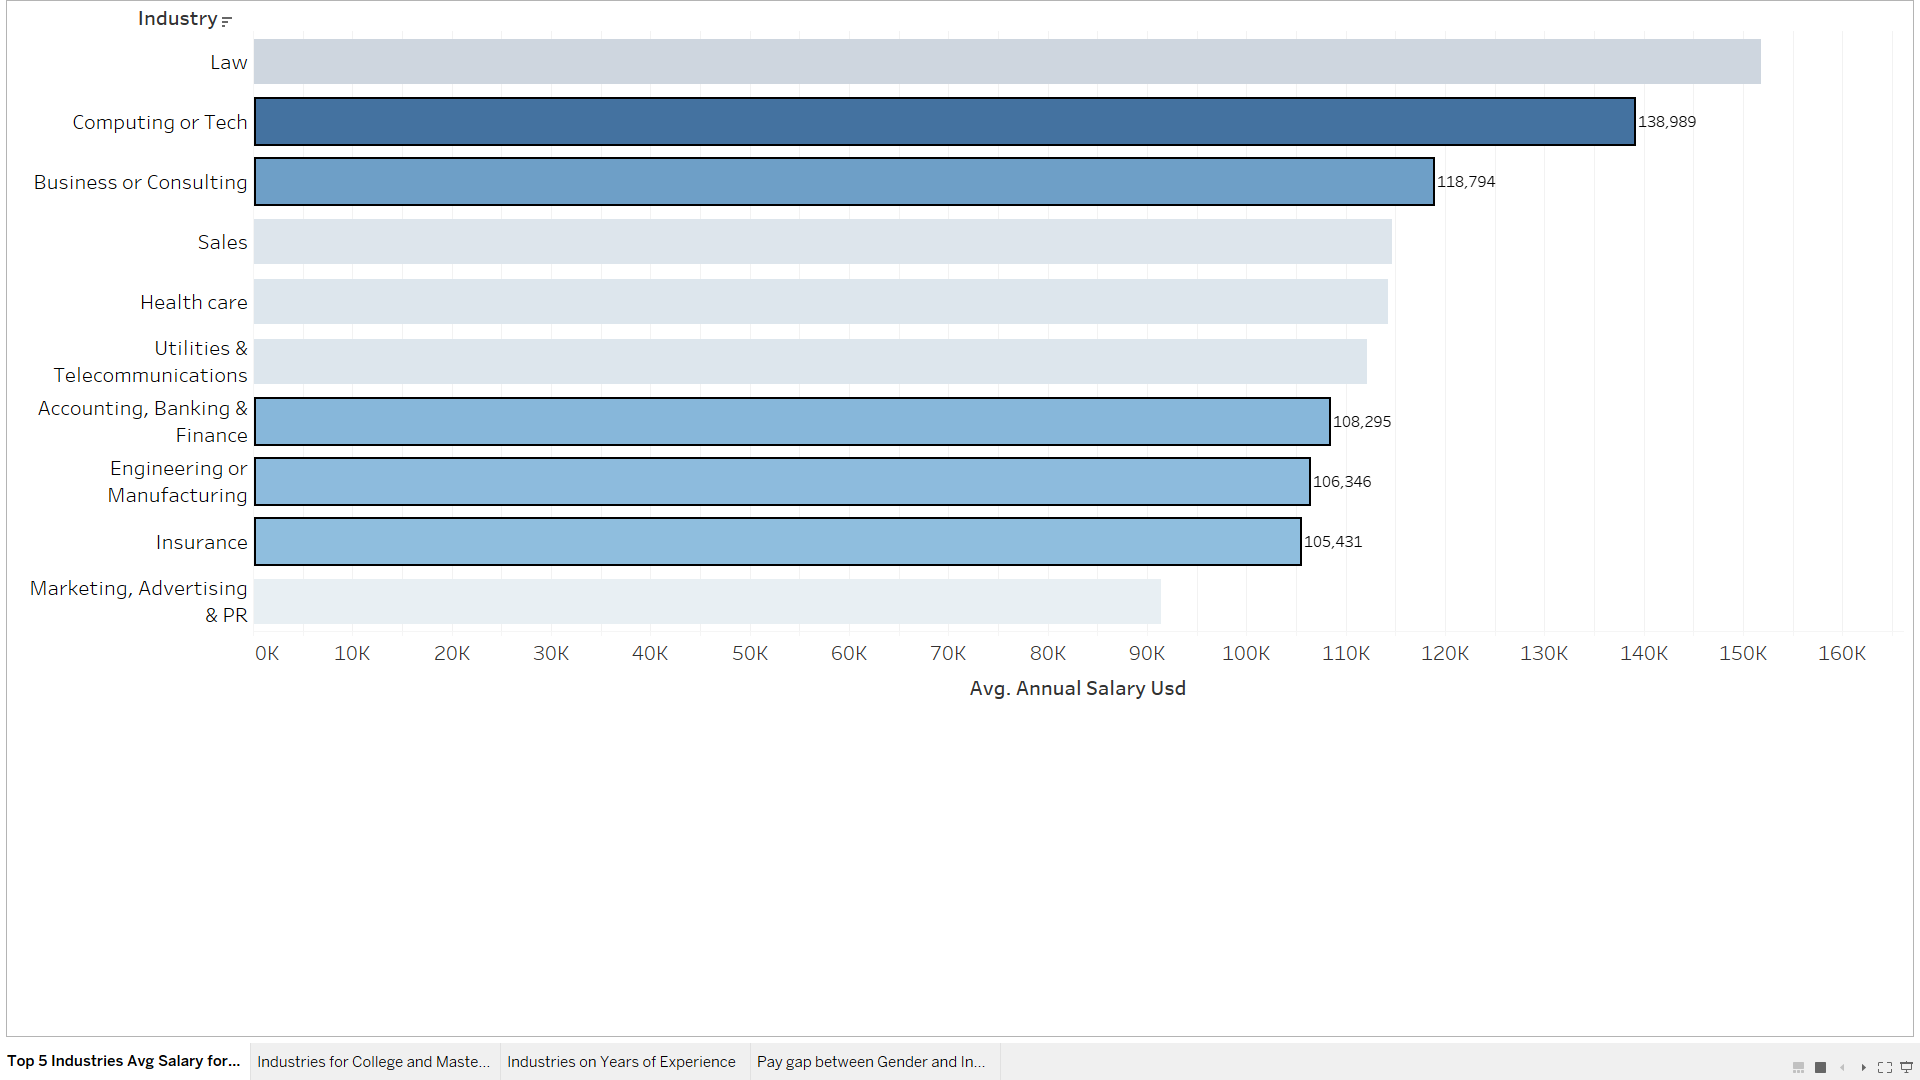 Industry
Law
Computing or Tech
138,989
Business or Consulting
118,794
Sales
Health care
Utilities &
Telecommunications
Accounting, Banking &
Finance
108,295
Engineering or
Manufacturing
106,346
Insurance
105,431
Marketing, Advertising
& PR
0K 10K 20K 30K 40K 50K 60K 70K 80K 90K 100K 110K 120K 130K 140K 150K 160K
Avg. Annual Salary Usd
Top 5 Industries Avg Salary for... Industries for College and Maste... Industries on Years of Experience Pay gap between Gender and In...